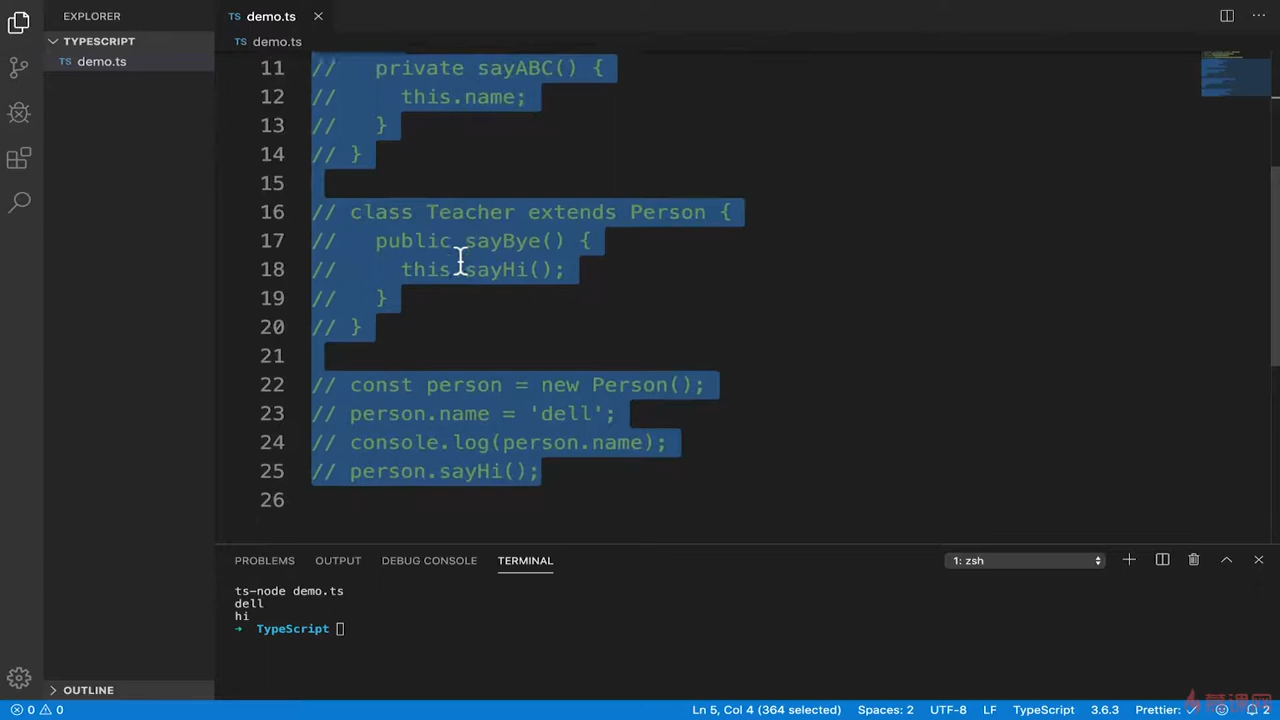 EXPLORER
TS demo.ts
TYPESCRIPT
TS demo.ts
TS demo.ts
11 //   private sayABC() {
12 //     this.name;
13 //   }
14 // }
15
16 // class Teacher extends Person {
17 //   public sayBye() {
18 //     this.sayHi();
19 //   }
20 // }
21
22 // const person = new Person();
23 // person.name = 'dell';
24 // console.log(person.name);
25 // person.sayHi();
26
PROBLEMS OUTPUT DEBUG CONSOLE TERMINAL 1: zsh
ts-node demo.ts
dell
hi
→ TypeScript
OUTLINE
0 0 Ln 5, Col 4 (364 selected) Spaces: 2 UTF-8 LF TypeScript 3.6.3 Prettier: ✓ 2
慕课网